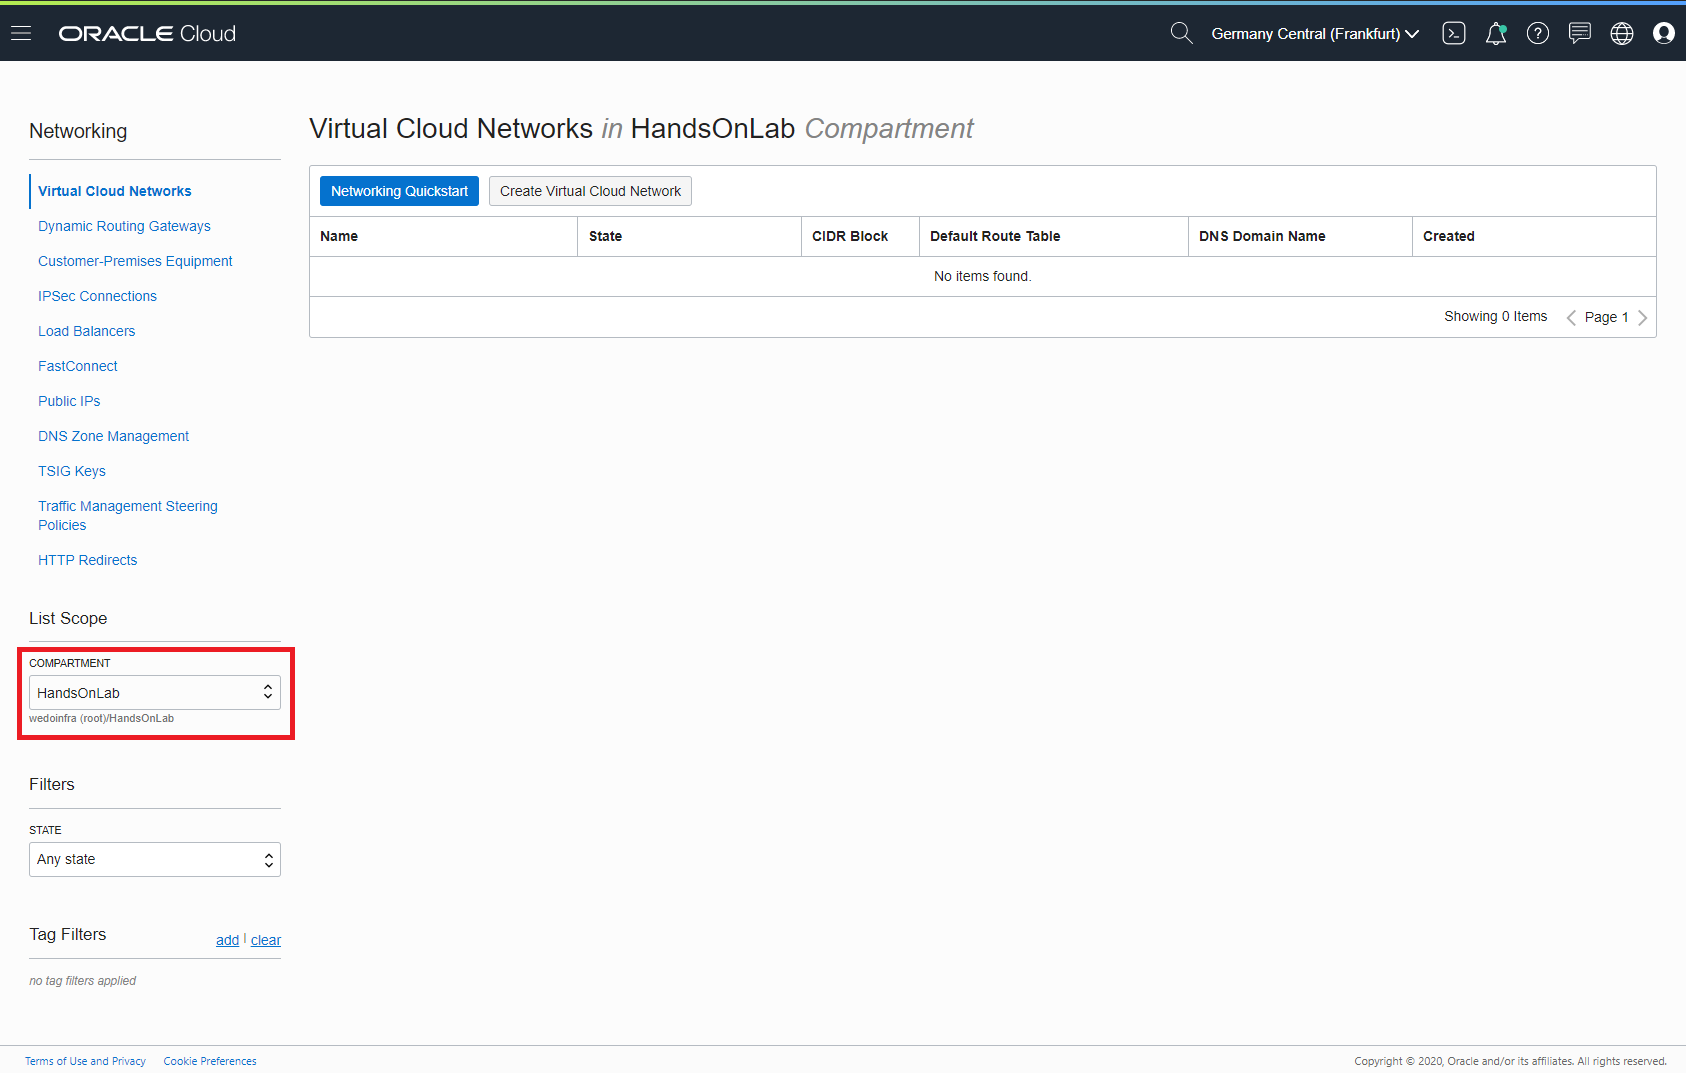 ORACLE Cloud
Germany Central (Frankfurt)
Networking
Virtual Cloud Networks
Dynamic Routing Gateways
Customer-Premises Equipment
IPSec Connections
Load Balancers
FastConnect
Public IPs
DNS Zone Management
TSIG Keys
Traffic Management Steering
Policies
HTTP Redirects
List Scope
COMPARTMENT
HandsOnLab
wedoinfra (root)/HandsOnLab
Filters
STATE
Any state
Tag Filters add | clear
no tag filters applied
Virtual Cloud Networks in HandsOnLab Compartment
Networking Quickstart Create Virtual Cloud Network
Name State CIDR Block Default Route Table DNS Domain Name Created
No items found.
Showing 0 Items Page 1
Terms of Use and Privacy Cookie Preferences
Copyright © 2020, Oracle and/or its affiliates. All rights reserved.